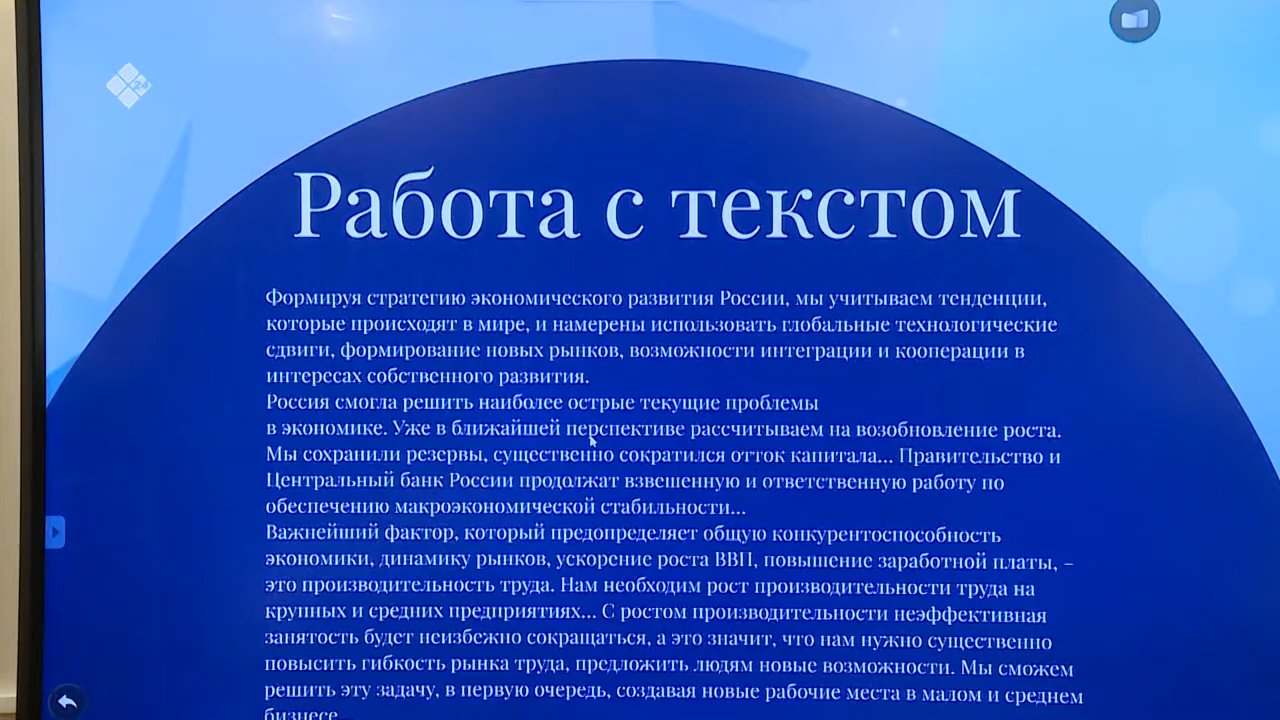 24
Работа с текстом
Формируя стратегию экономического развития России, мы учитываем тенденции,
которые происходят в мире, и намерены использовать глобальные технологические
сдвиги, формирование новых рынков, возможности интеграции и кооперации в
интересах собственного развития.
Россия смогла решить наиболее острые текущие проблемы
в экономике. Уже в ближайшей перспективе рассчитываем на возобновление роста.
Мы сохранили резервы, существенно сократился отток капитала... Правительство и
Центральный банк России продолжат взвешенную и ответственную работу по
обеспечению макроэкономической стабильности...
Важнейший фактор, который предопределяет общую конкурентоспособность
экономики, динамику рынков, ускорение роста ВВП, повышение заработной платы, –
это производительность труда. Нам необходим рост производительности труда на
крупных и средних предприятиях... С ростом производительности неэффективная
занятость будет неизбежно сокращаться, а это значит, что нам нужно существенно
повысить гибкость рынка труда, предложить людям новые возможности. Мы сможем
решить эту задачу, в первую очередь, создавая новые рабочие места в малом и среднем
бизнесе